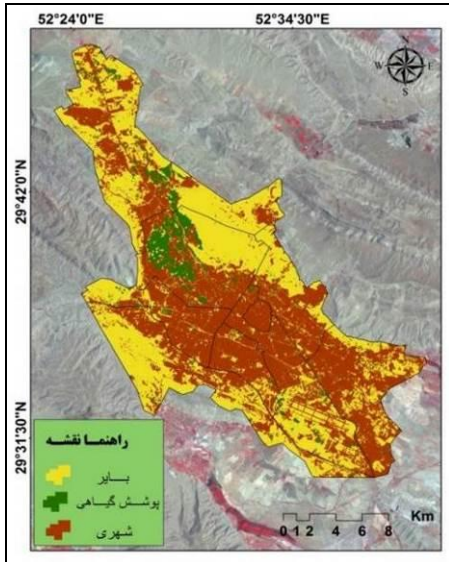 52°24'0"E 52°34'30"E
N
W E
S
29°42'0"N
29°31'30"N
راهنما نقشه
بایر
پوشش گیاهی
شهری
Km
0 1 2 4 6 8